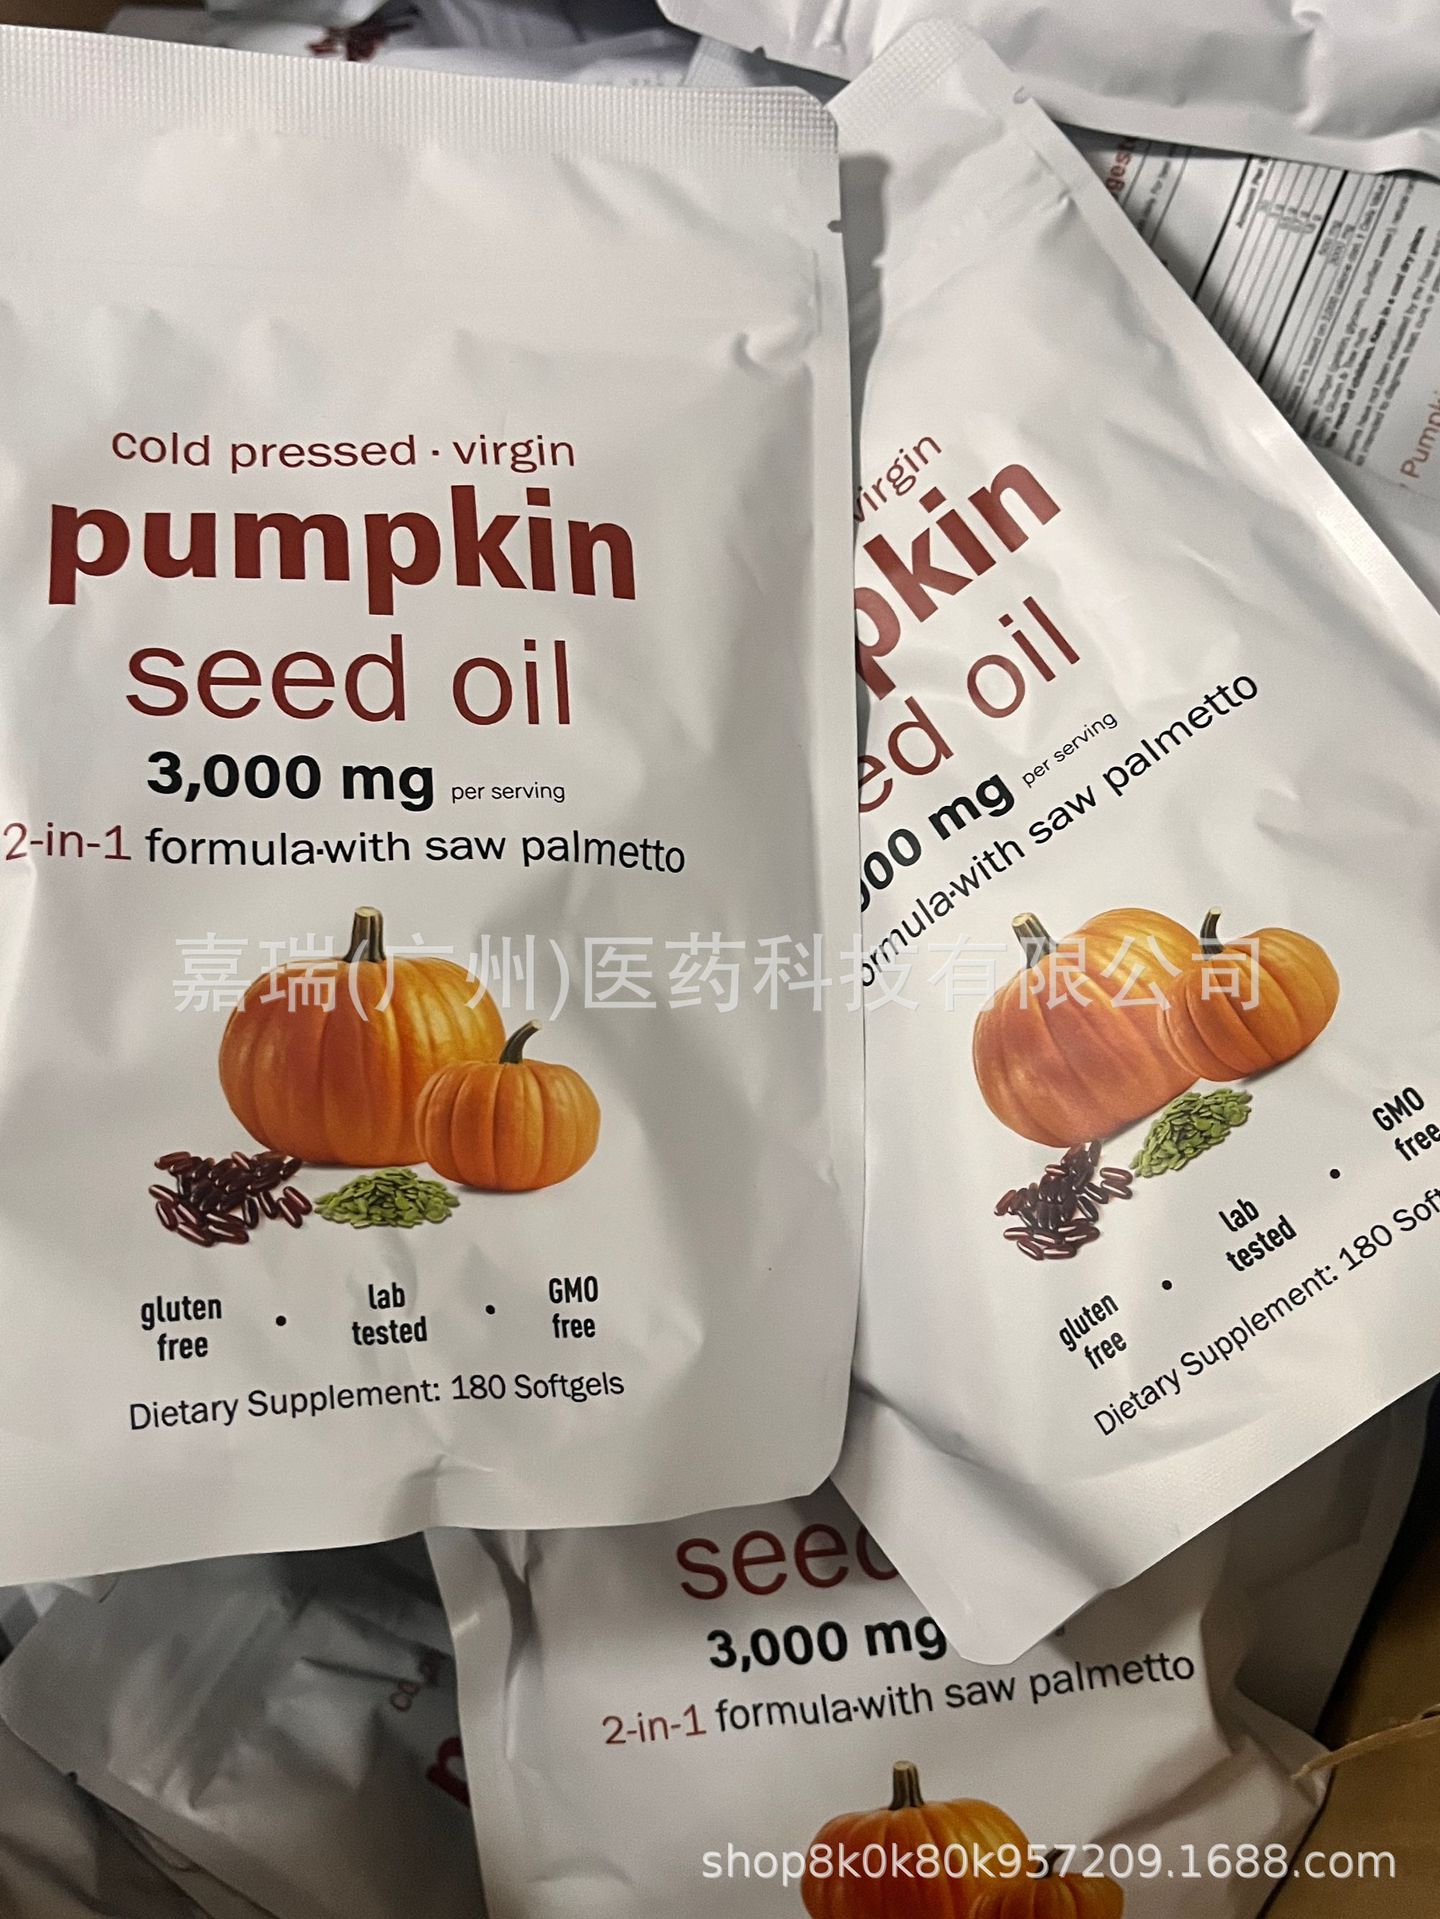 cold pressed · virgin
pumpkin
seed oil
3,000 mg per serving
2-in-1 formula·with saw palmetto
gluten free · lab tested · GMO free
Dietary Supplement: 180 Softgels
virgin
pkin
ed oil
00 mg per serving
ormula·with saw palmetto
gluten free · lab tested · GMO free
Dietary Supplement: 180 Soft
seed
3,000 mg
2-in-1 formula·with saw palmetto
嘉瑞(广州)医药科技有限公司
shop8k0k80k957209.1688.com